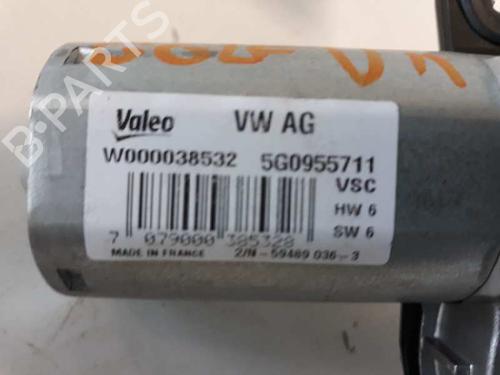 Valeo VW AG
W000038532 5G0955711
VSC
HW 6
SW 6
7 079000 385328
MADE IN FRANCE 2/N - 59489 036 - 3
B-PARTS